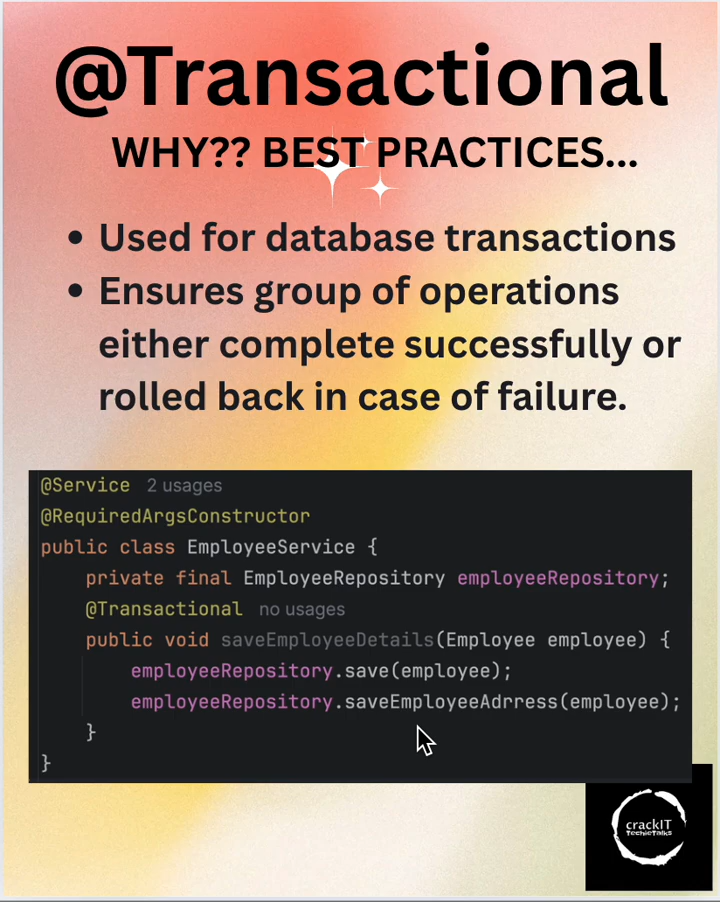 @Transactional
WHY?? BEST PRACTICES...
• Used for database transactions
• Ensures group of operations
either complete successfully or
rolled back in case of failure.
@Service 2 usages
@RequiredArgsConstructor
public class EmployeeService {
private final EmployeeRepository employeeRepository;
@Transactional no usages
public void saveEmployeeDetails(Employee employee) {
employeeRepository.save(employee);
employeeRepository.saveEmployeeAdrress(employee);
}
}
crackIT
TechieTalks